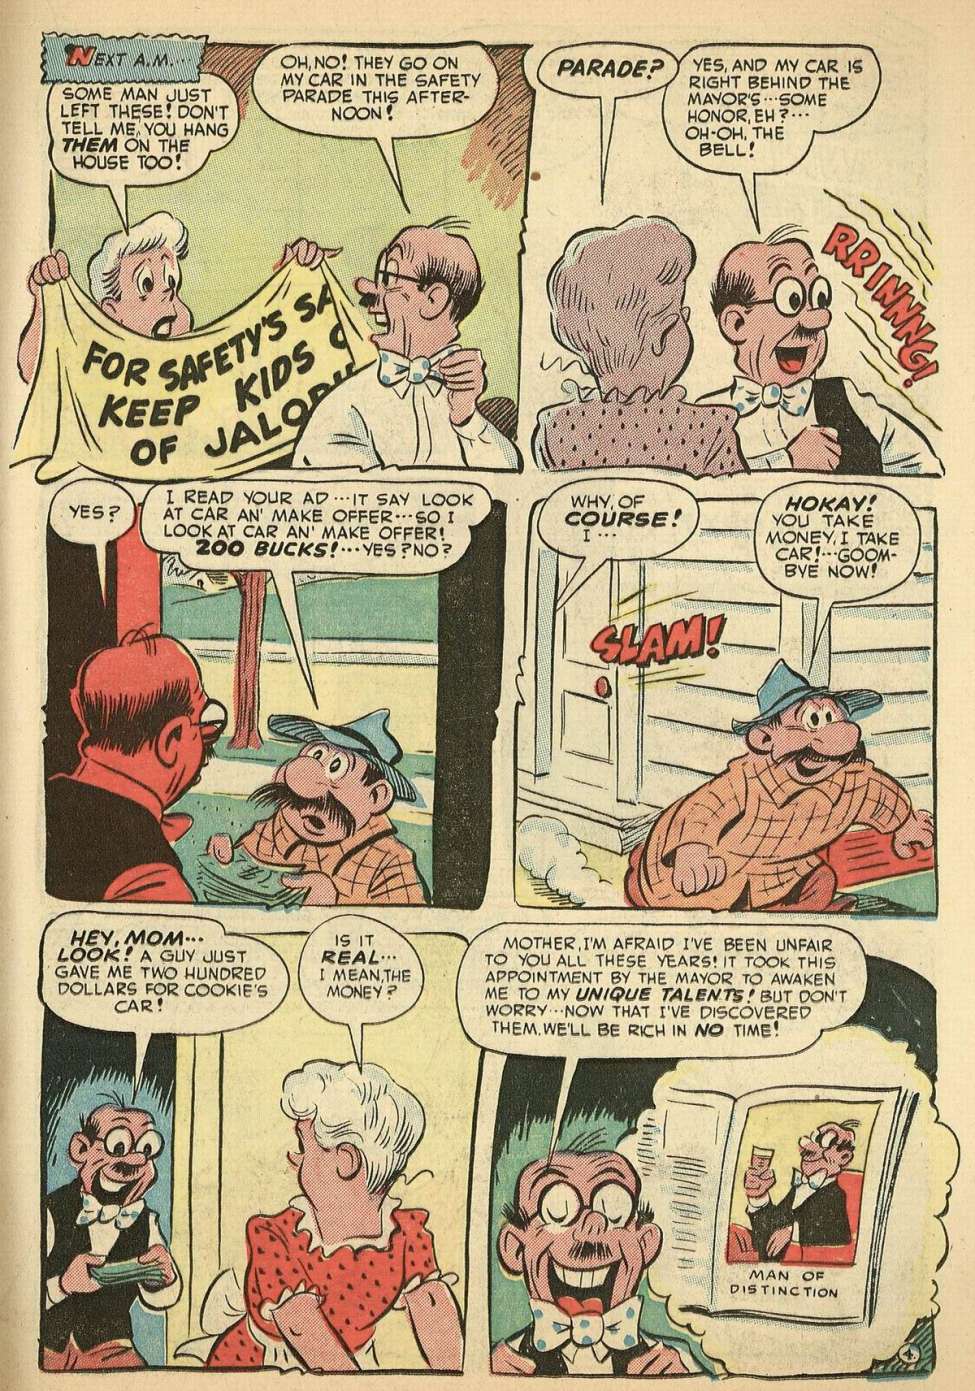 NEXT A.M....
SOME MAN JUST
LEFT THESE! DON'T
TELL ME, YOU HANG
THEM ON THE
HOUSE TOO!
OH, NO! THEY GO ON
MY CAR IN THE SAFETY
PARADE THIS AFTER-
NOON!
FOR SAFETY'S SA
KEEP KIDS O
OF JALOP
PARADE?
YES, AND MY CAR IS
RIGHT BEHIND THE
MAYOR'S...SOME
HONOR, EH?...
OH-OH, THE
BELL!
RRINNNG!
YES?
I READ YOUR AD...IT SAY LOOK
AT CAR AN' MAKE OFFER...SO I
LOOK AT CAR AN' MAKE OFFER!
200 BUCKS!...YES? NO?
WHY, OF
COURSE!
I...
SLAM!
HOKAY!
YOU TAKE
MONEY, I TAKE
CAR!...GOOM-
BYE NOW!
HEY, MOM...
LOOK! A GUY JUST
GAVE ME TWO HUNDRED
DOLLARS FOR COOKIE'S
CAR!
IS IT
REAL...
I MEAN, THE
MONEY?
MOTHER, I'M AFRAID I'VE BEEN UNFAIR
TO YOU ALL THESE YEARS! IT TOOK THIS
APPOINTMENT BY THE MAYOR TO AWAKEN
ME TO MY UNIQUE TALENTS! BUT DON'T
WORRY...NOW THAT I'VE DISCOVERED
THEM. WE'LL BE RICH IN NO TIME!
MAN OF
DISTINCTION
4